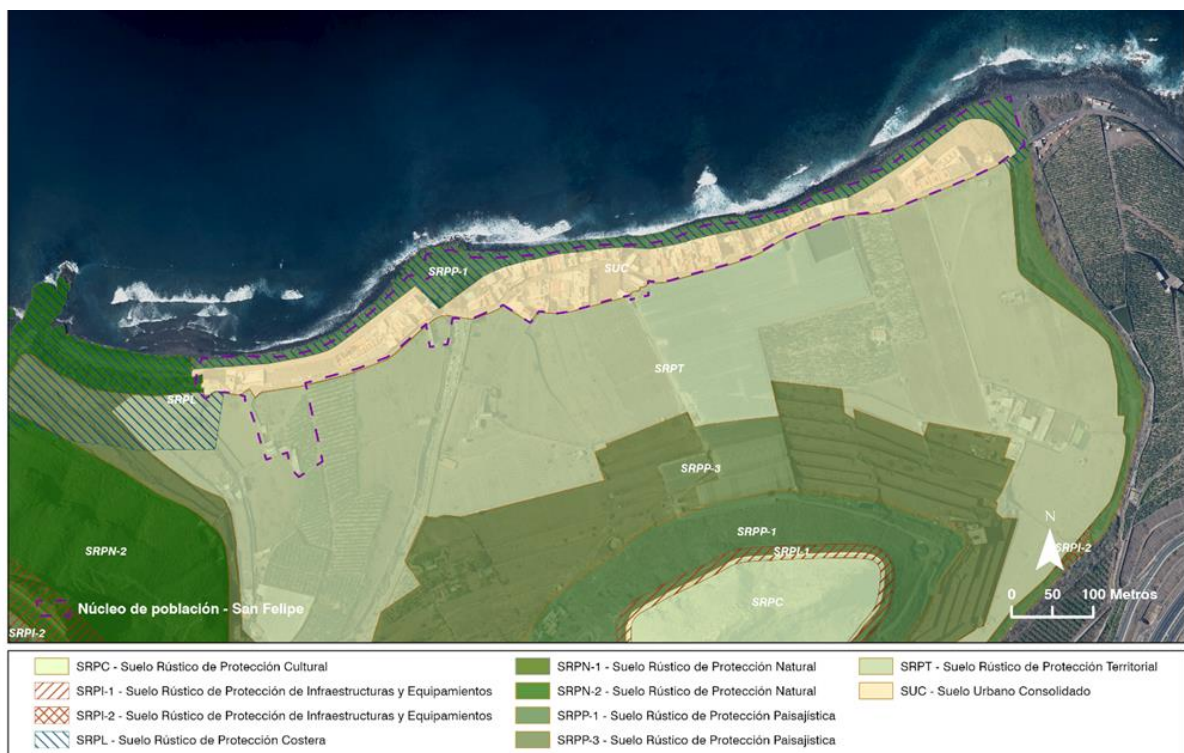 SRPP-1
SUC
SRPT
SRPL
SRPP-3
SRPP-1
SRPN-2
SRPI-1
SRPC
N
SRPI-2
0 50 100 Metros
Núcleo de población - San Felipe
SRPI-2
SRPC - Suelo Rústico de Protección Cultural
SRPI-1 - Suelo Rústico de Protección de Infraestructuras y Equipamientos
SRPI-2 - Suelo Rústico de Protección de Infraestructuras y Equipamientos
SRPL - Suelo Rústico de Protección Costera
SRPN-1 - Suelo Rústico de Protección Natural
SRPN-2 - Suelo Rústico de Protección Natural
SRPP-1 - Suelo Rústico de Protección Paisajística
SRPP-3 - Suelo Rústico de Protección Paisajística
SRPT - Suelo Rústico de Protección Territorial
SUC - Suelo Urbano Consolidado